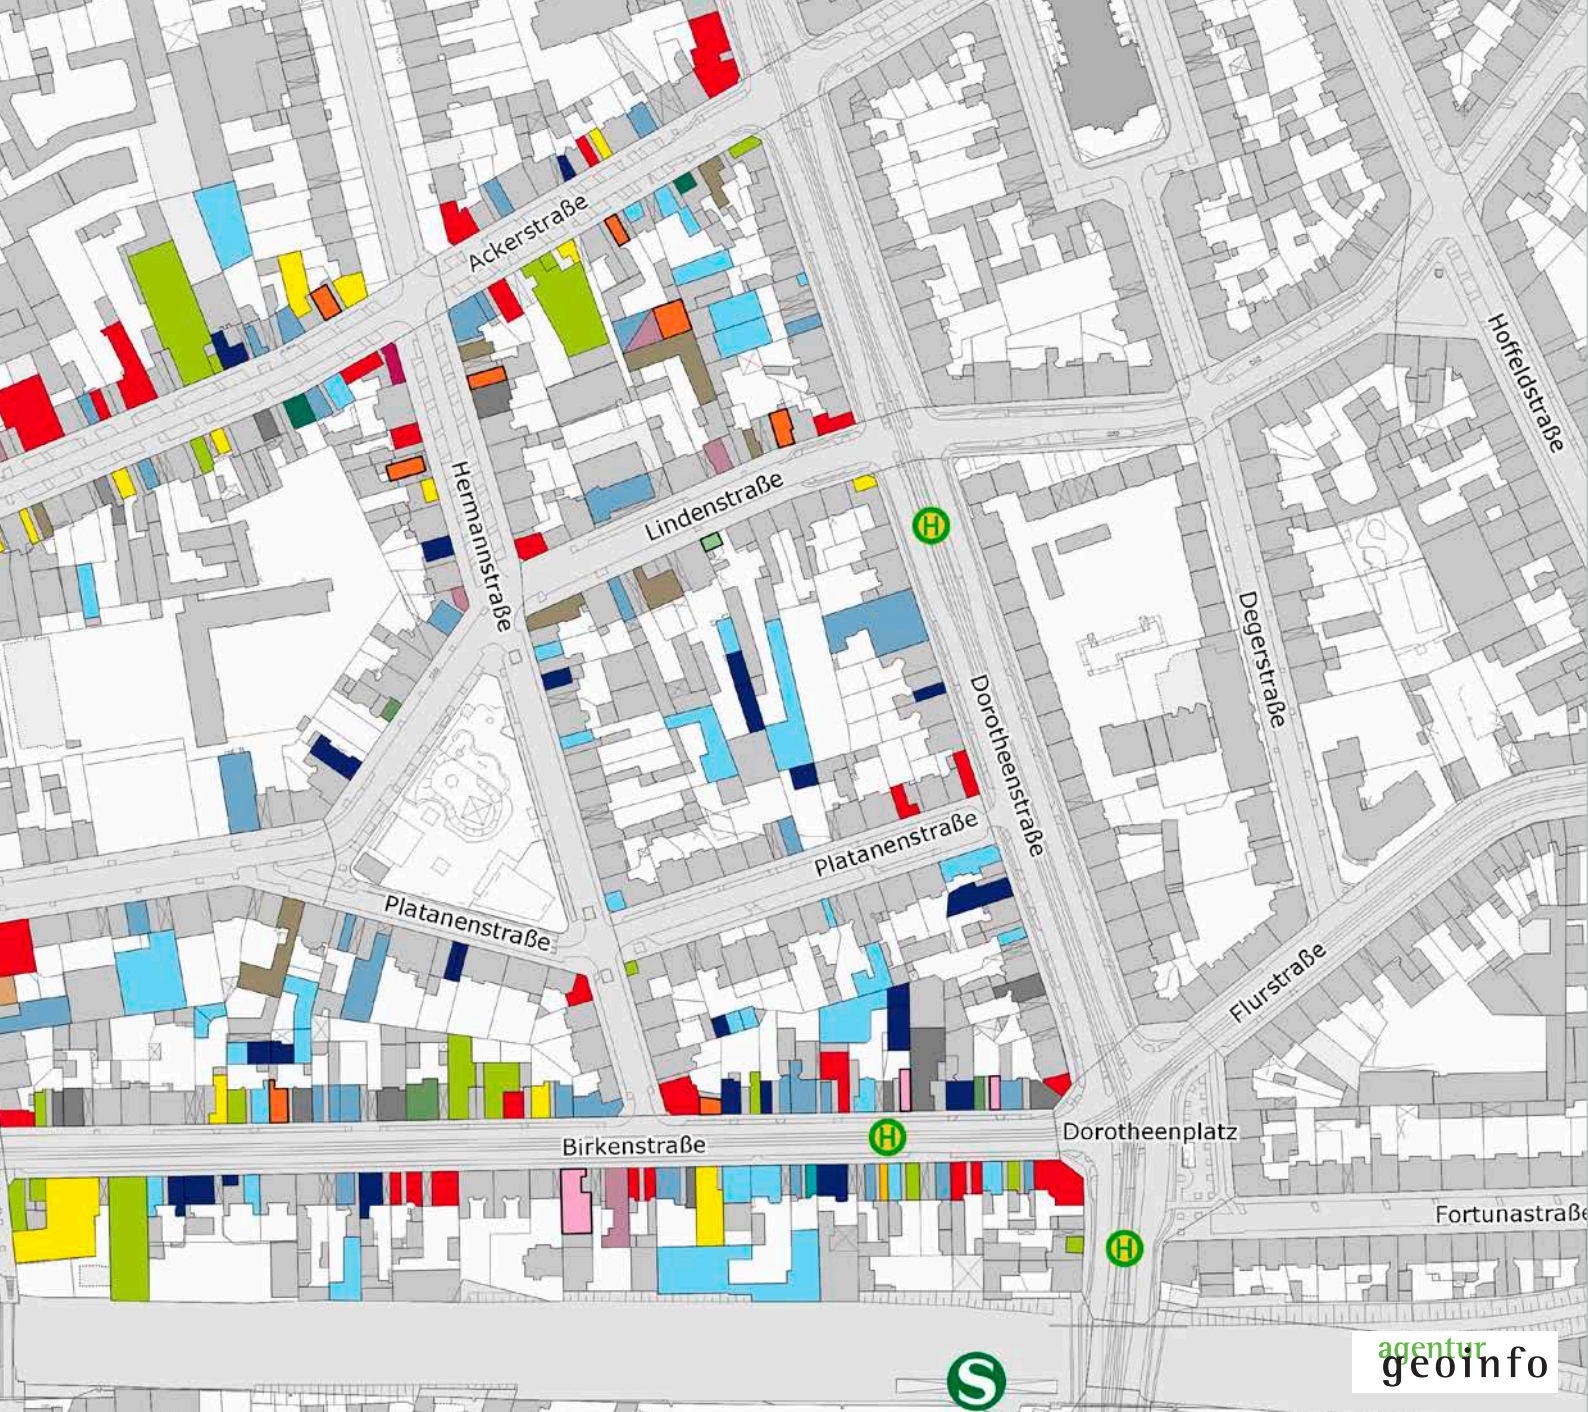 Ackerstraße
Hoffeldstraße
Hermannstraße
Lindenstraße
H
Degerstraße
Dorotheenstraße
Platanenstraße
Platanenstraße
Flurstraße
Birkenstraße
H
Dorotheenplatz
Fortunastraße
H
S
agentur
geoinfo